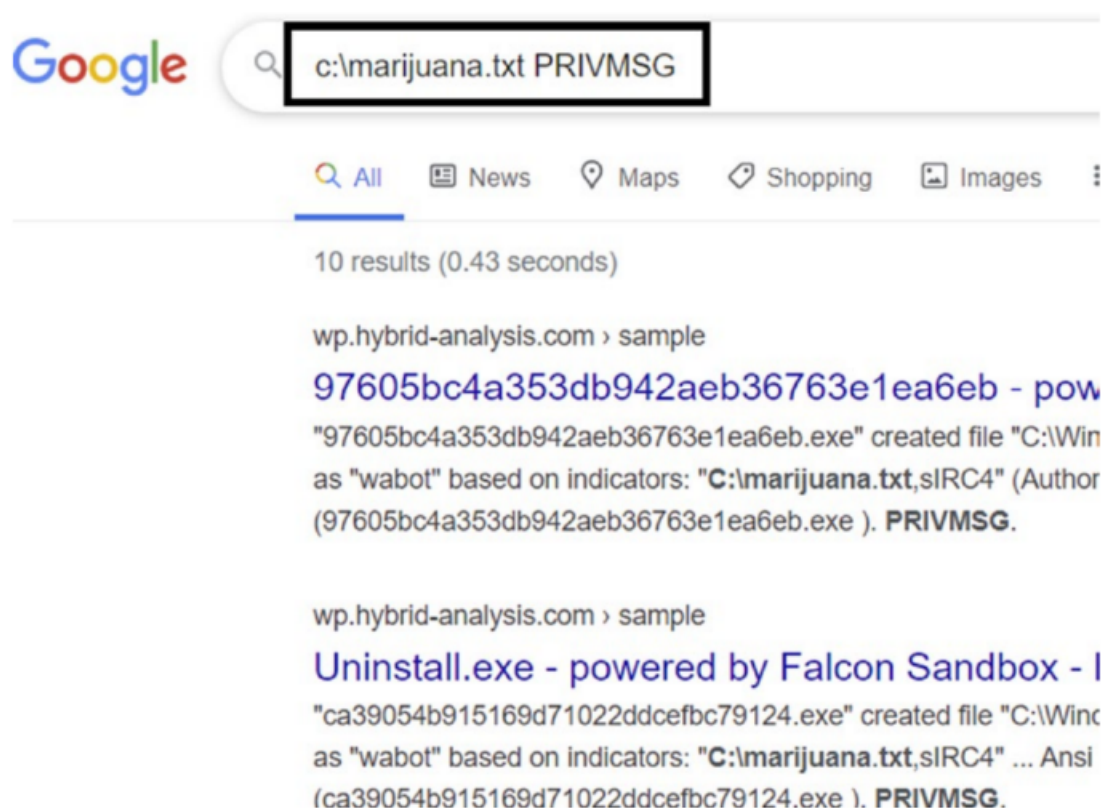 Google
c:\marijuana.txt PRIVMSG
All News Maps Shopping Images
10 results (0.43 seconds)
wp.hybrid-analysis.com › sample
97605bc4a353db942aeb36763e1ea6eb - pow
"97605bc4a353db942aeb36763e1ea6eb.exe" created file "C:\Win
as "wabot" based on indicators: "C:\marijuana.txt,sIRC4" (Author
(97605bc4a353db942aeb36763e1ea6eb.exe ). PRIVMSG.
wp.hybrid-analysis.com › sample
Uninstall.exe - powered by Falcon Sandbox -
"ca39054b915169d71022ddcefbc79124.exe" created file "C:\Wind
as "wabot" based on indicators: "C:\marijuana.txt,sIRC4" ... Ansi
(ca39054b915169d71022ddcefbc79124.exe ). PRIVMSG.